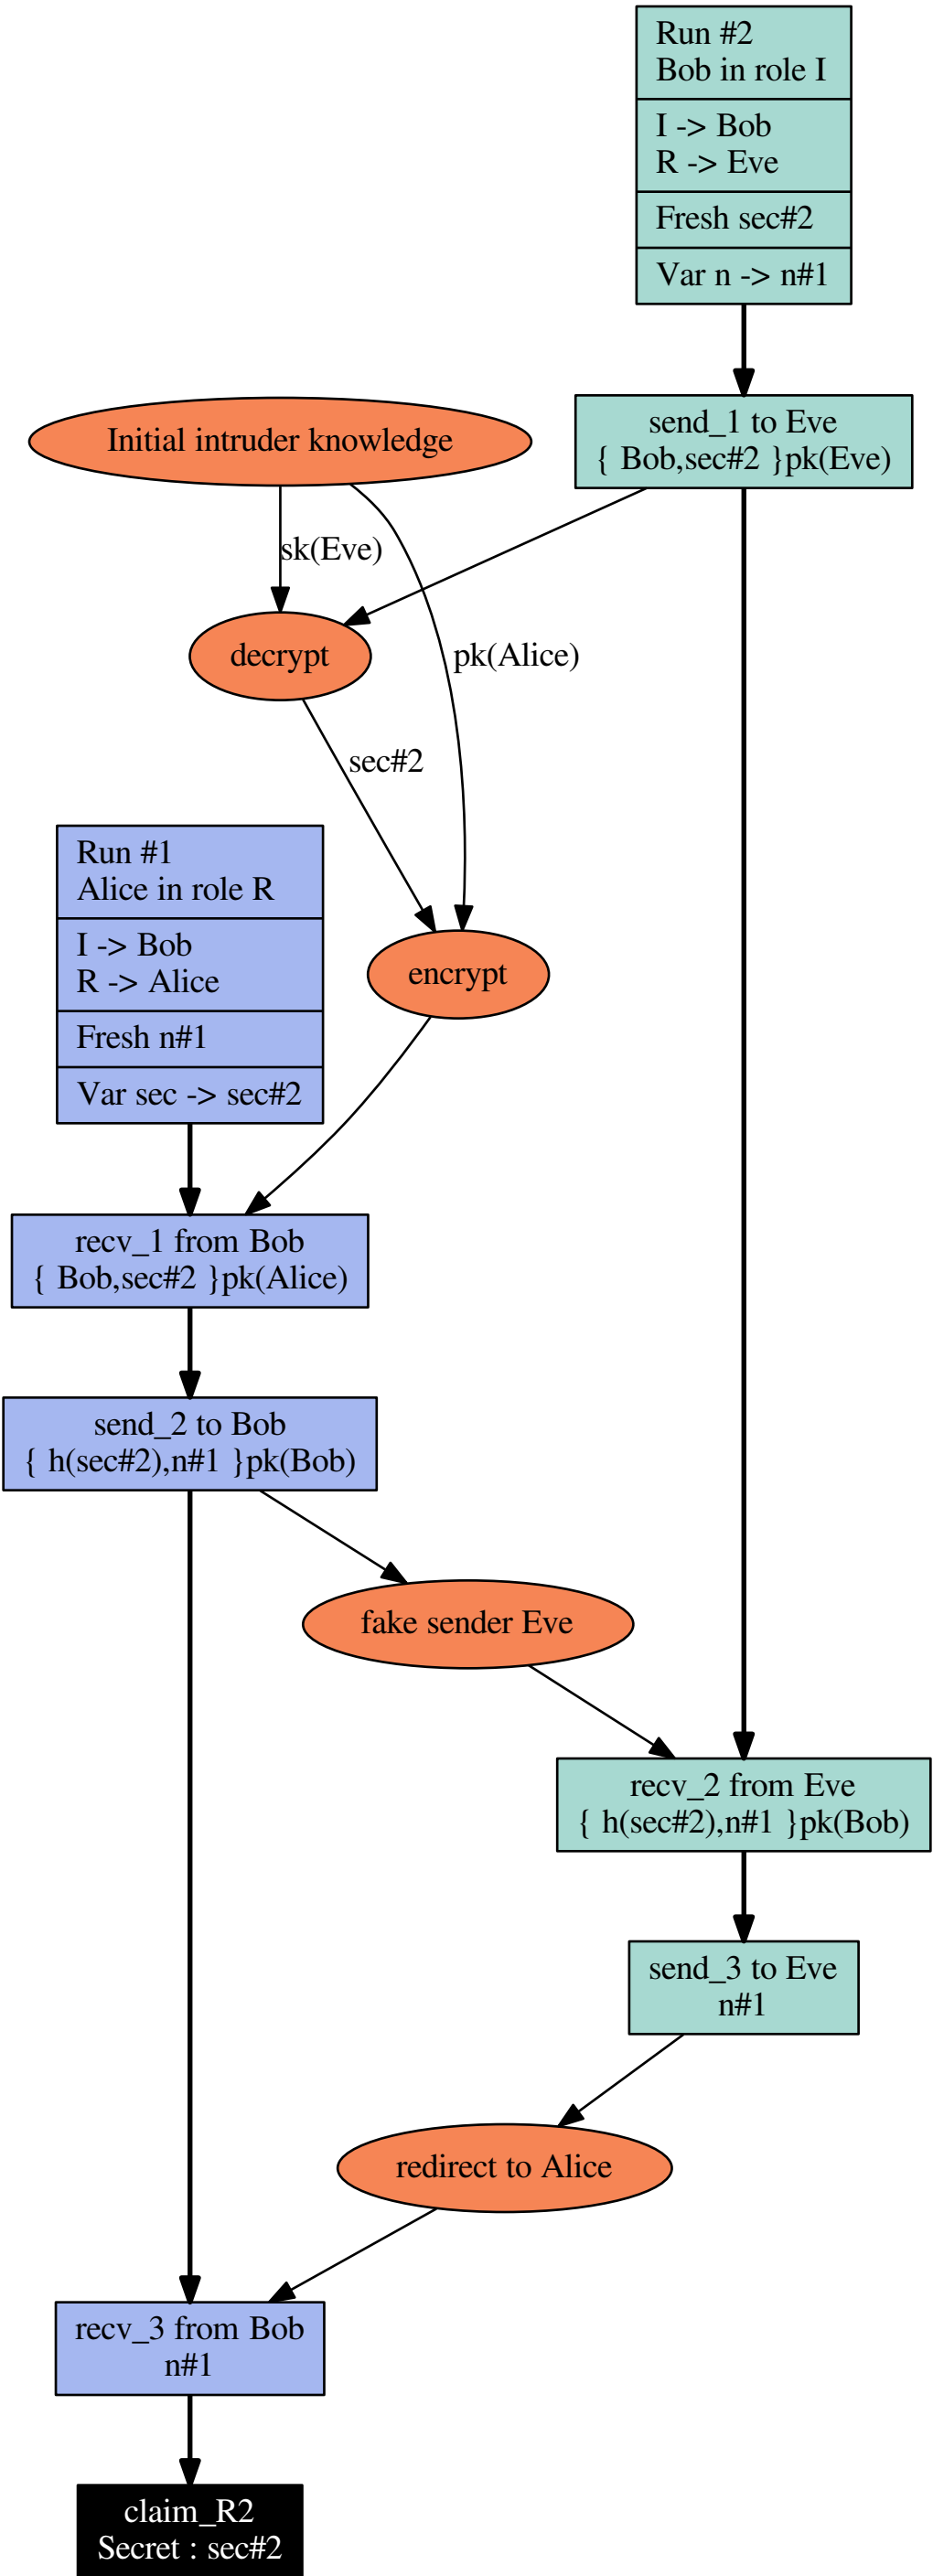 Run #2
Bob in role I
I -> Bob
R -> Eve
Fresh sec#2
Var n -> n#1
send_1 to Eve
{ Bob,sec#2 }pk(Eve)
Initial intruder knowledge
sk(Eve)
decrypt
pk(Alice)
sec#2
Run #1
Alice in role R
I -> Bob
R -> Alice
Fresh n#1
Var sec -> sec#2
encrypt
recv_1 from Bob
{ Bob,sec#2 }pk(Alice)
send_2 to Bob
{ h(sec#2),n#1 }pk(Bob)
fake sender Eve
recv_2 from Eve
{ h(sec#2),n#1 }pk(Bob)
send_3 to Eve
n#1
redirect to Alice
recv_3 from Bob
n#1
claim_R2
Secret : sec#2